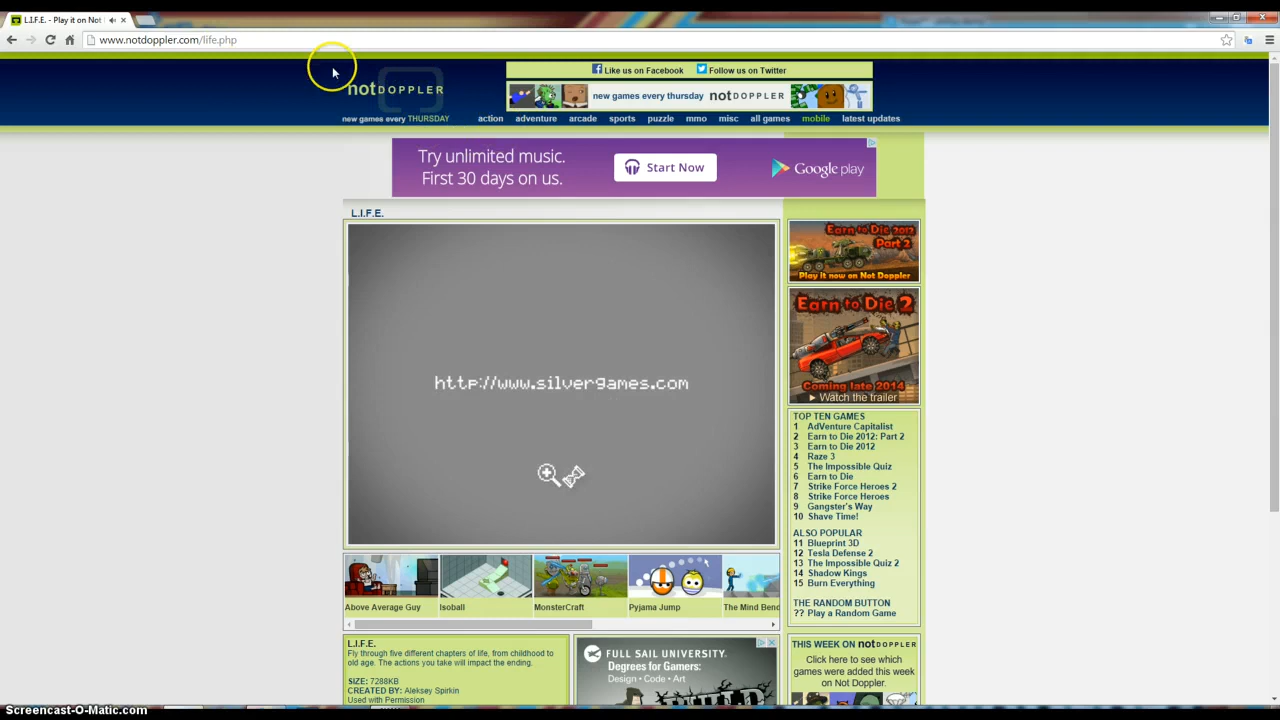 L.I.F.E. - Play it on Not
www.notdoppler.com/life.php
Like us on Facebook
Follow us on Twitter
notDOPPLER
new games every thursday notDOPPLER
new games every THURSDAY
action adventure arcade sports puzzle mmo misc all games mobile latest updates
Try unlimited music.
First 30 days on us.
Start Now
Google play
L.I.F.E.
Earn to Die 2012
Part 2
Play it now on Not Doppler
http://www.silvergames.com
Earn to Die 2
Coming late 2014
Watch the trailer
TOP TEN GAMES
1 AdVenture Capitalist
2 Earn to Die 2012: Part 2
3 Earn to Die 2012
4 Raze 3
5 The Impossible Quiz
6 Earn to Die
7 Strike Force Heroes 2
8 Strike Force Heroes
9 Gangster's Way
10 Shave Time!
ALSO POPULAR
11 Blueprint 3D
12 Tesla Defense 2
13 The Impossible Quiz 2
14 Shadow Kings
15 Burn Everything
THE RANDOM BUTTON
?? Play a Random Game
Above Average Guy
Isoball
MonsterCraft
Pyjama Jump
The Mind Bend
L.I.F.E.
Fly through five different chapters of life, from childhood to
old age. The actions you take will impact the ending.
SIZE: 7288KB
CREATED BY: Aleksey Spirkin
Used with Permission
FULL SAIL UNIVERSITY.
Degrees for Gamers:
Design • Code • Art
WILD
THIS WEEK ON notDOPPLER
Click here to see which
games were added this week
on Not Doppler.
Screencast-O-Matic.com